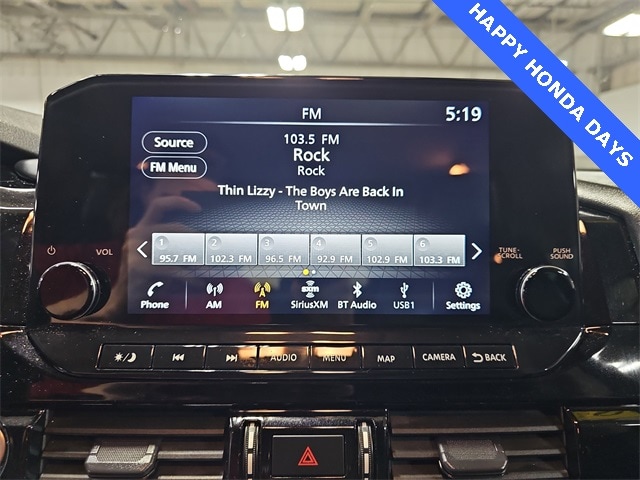 HAPPY HONDA DAYS
FM
5:19
Source
103.5 FM
Rock
FM Menu
Rock
Thin Lizzy - The Boys Are Back In
Town
1 2 3 4 5 6
95.7 FM 102.3 FM 96.5 FM 92.9 FM 102.9 FM 103.3 FM
VOL
TUNE-
SCROLL
PUSH
SOUND
Phone AM FM SiriusXM BT Audio USB1 Settings
sxm
AUDIO MENU MAP CAMERA BACK